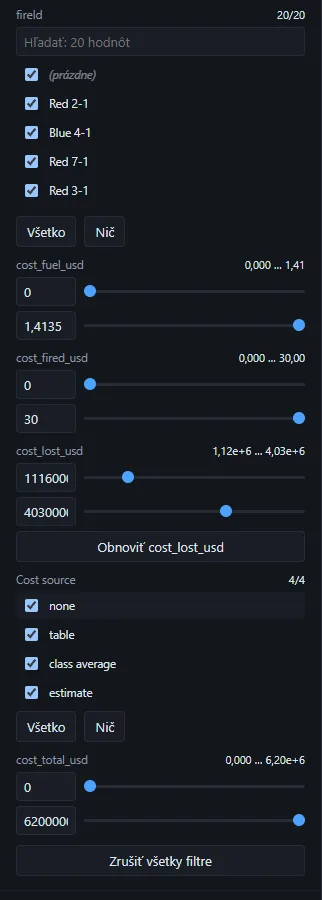 fireId 20/20
Hľadať: 20 hodnôt
(prázdne)
Red 2-1
Blue 4-1
Red 7-1
Red 3-1
Všetko Nič
cost_fuel_usd 0,000 ... 1,41
0
1,4135
cost_fired_usd 0,000 ... 30,00
0
30
cost_lost_usd 1,12e+6 ... 4,03e+6
111600
403000
Obnoviť cost_lost_usd
Cost source 4/4
none
table
class average
estimate
Všetko Nič
cost_total_usd 0,000 ... 6,20e+6
0
620000
Zrušiť všetky filtre